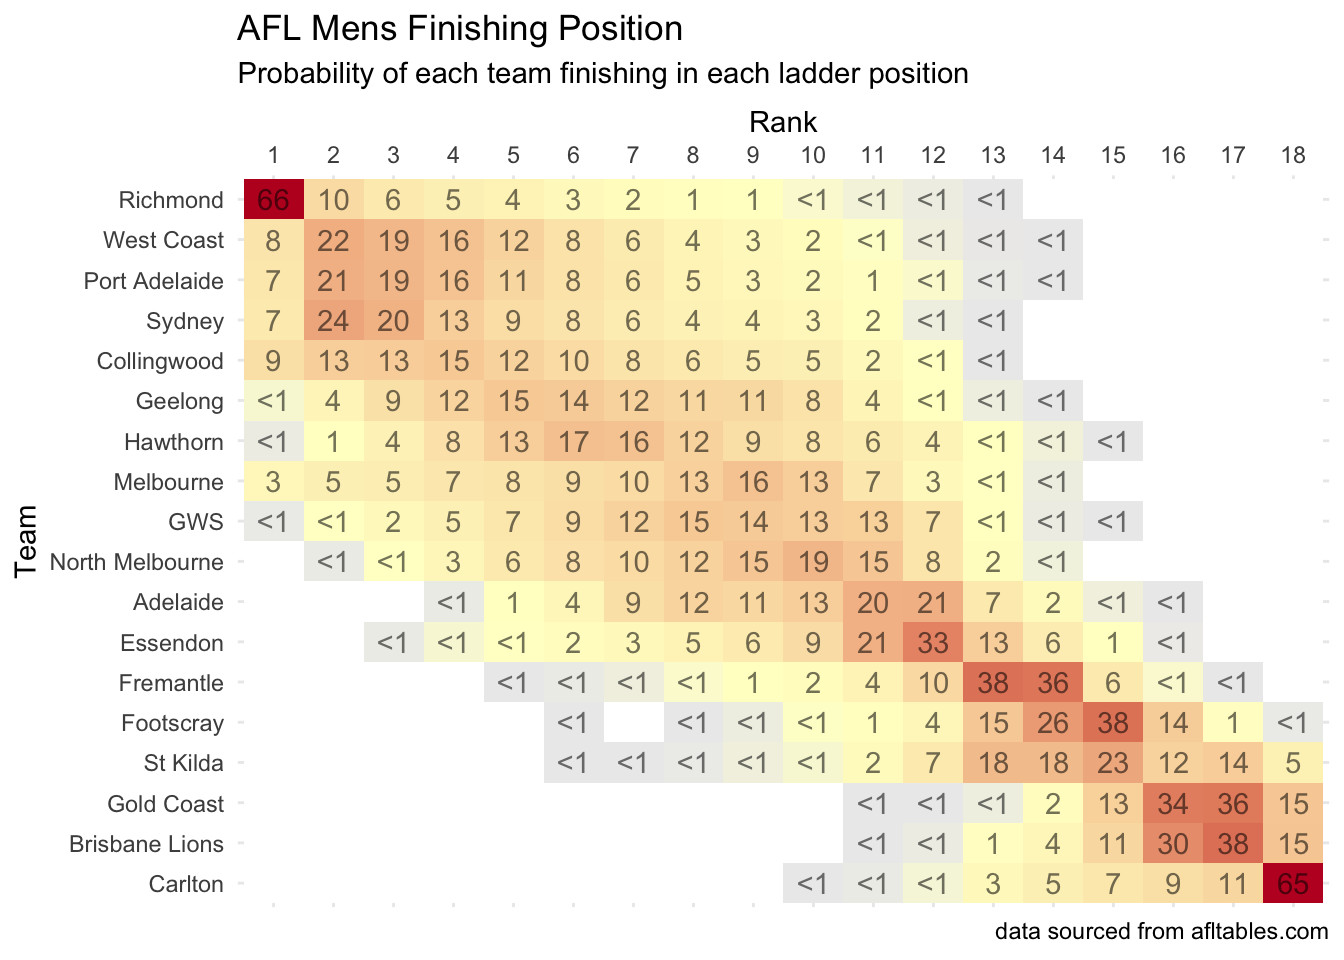 AFL Mens Finishing Position
Probability of each team finishing in each ladder position
Rank
1 2 3 4 5 6 7 8 9 10 11 12 13 14 15 16 17 18
Team
Richmond 66 10 6 5 4 3 2 1 1 <1 <1 <1 <1
West Coast 8 22 19 16 12 8 6 4 3 2 <1 <1 <1 <1
Port Adelaide 7 21 19 16 11 8 6 5 3 2 1 <1 <1 <1
Sydney 7 24 20 13 9 8 6 4 4 3 2 <1 <1
Collingwood 9 13 13 15 12 10 8 6 5 5 2 <1 <1
Geelong <1 4 9 12 15 14 12 11 11 8 4 <1 <1 <1
Hawthorn <1 1 4 8 13 17 16 12 9 8 6 4 <1 <1 <1
Melbourne 3 5 5 7 8 9 10 13 16 13 7 3 <1 <1
GWS <1 <1 2 5 7 9 12 15 14 13 13 7 <1 <1 <1
North Melbourne <1 <1 3 6 8 10 12 15 19 15 8 2 <1
Adelaide <1 1 4 9 12 11 13 20 21 7 2 <1 <1
Essendon <1 <1 <1 2 3 5 6 9 21 33 13 6 1 <1
Fremantle <1 <1 <1 <1 1 2 4 10 38 36 6 <1 <1
Footscray <1 <1 <1 <1 1 4 15 26 38 14 1 <1
St Kilda <1 <1 <1 <1 <1 2 7 18 18 23 12 14 5
Gold Coast <1 <1 <1 2 13 34 36 15
Brisbane Lions <1 <1 1 4 11 30 38 15
Carlton <1 <1 <1 3 5 7 9 11 65
data sourced from afltables.com